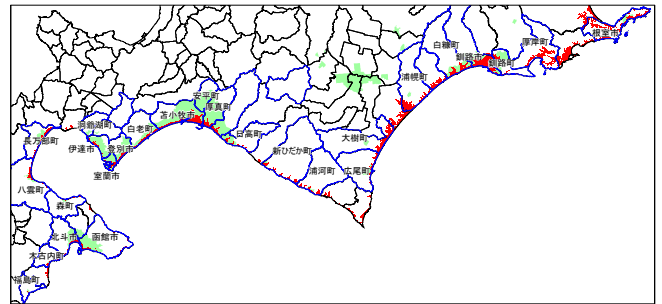 根室市
厚岸町
白糠町
釧路市
釧路町
浦幌町
安平町
厚真町
苫小牧市
洞爺湖町
白老町
日高町
大樹町
長万部町
伊達市
登別市
新ひだか町
室蘭市
浦河町
広尾町
八雲町
森町
北斗市
函館市
木古内町
福島町